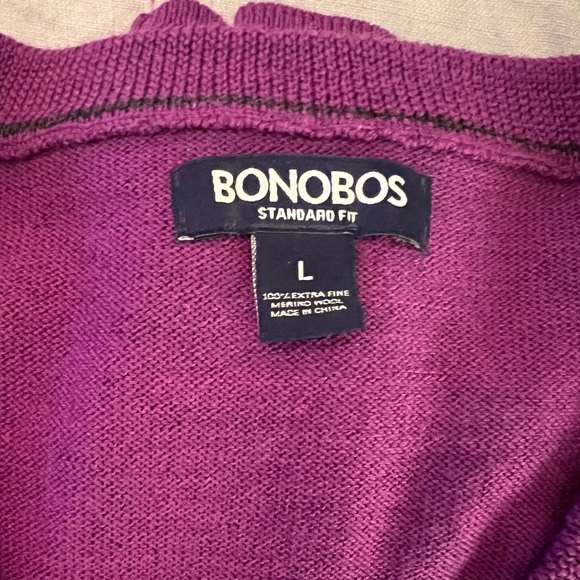 BONOBOS
STANDARD FIT
L
100% EXTRA FINE
MERINO WOOL
MADE IN CHINA